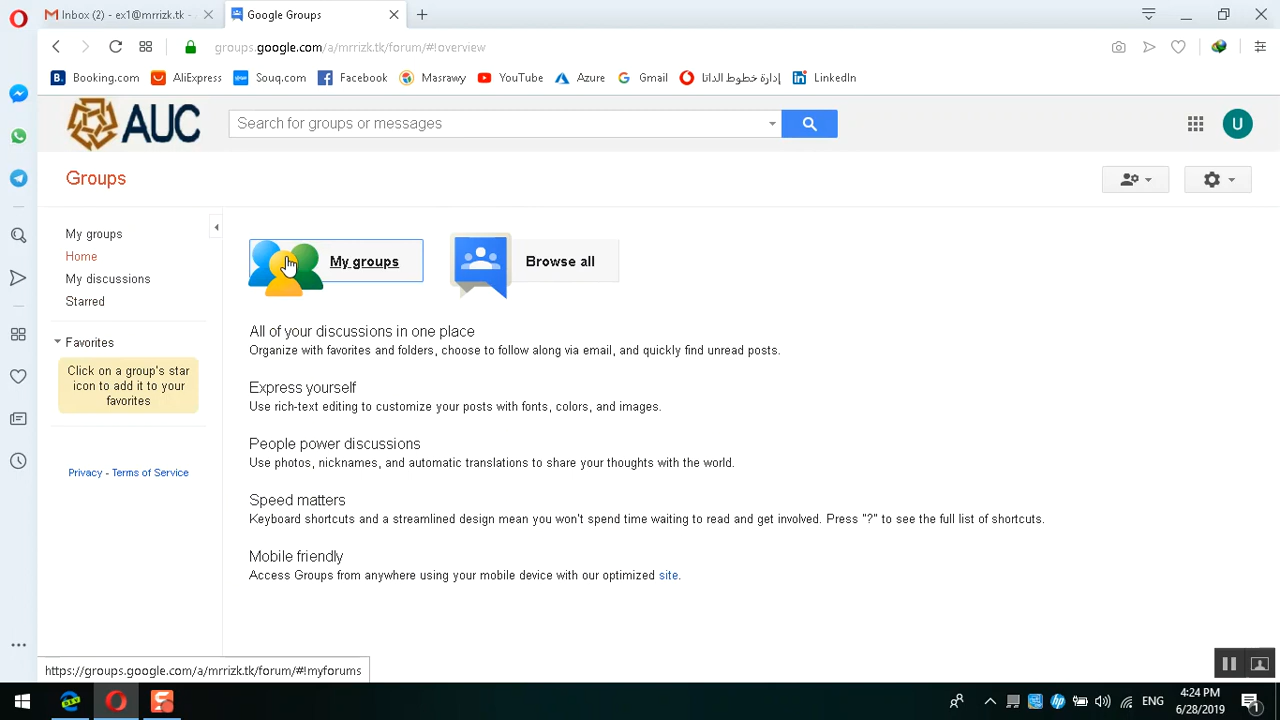 Inbox (2) - ex1@mrrizk.tk -
Google Groups
groups.google.com/a/mrrizk.tk/forum/#!overview
B. Booking.com
AliExpress
Souq.com
Facebook
Masrawy
YouTube
Azure
Gmail
إدارة خطوط الداتا
LinkedIn
AUC
Search for groups or messages
U
Groups
My groups
Home
My discussions
Starred
Favorites
Click on a group's star
icon to add it to your
favorites
Privacy - Terms of Service
My groups
Browse all
All of your discussions in one place
Organize with favorites and folders, choose to follow along via email, and quickly find unread posts.
Express yourself
Use rich-text editing to customize your posts with fonts, colors, and images.
People power discussions
Use photos, nicknames, and automatic translations to share your thoughts with the world.
Speed matters
Keyboard shortcuts and a streamlined design mean you won't spend time waiting to read and get involved. Press "?" to see the full list of shortcuts.
Mobile friendly
Access Groups from anywhere using your mobile device with our optimized site.
https://groups.google.com/a/mrrizk.tk/forum/#!myforums
ENG
4:24 PM
6/28/2019
1